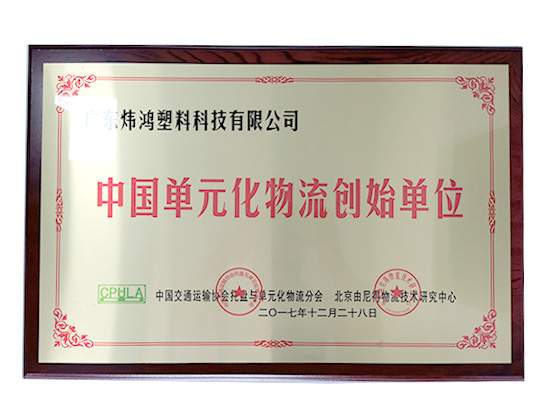 广东炜鸿塑料科技有限公司
中国单元化物流创始单位
CPULA 中国交通运输协会托盘与单元化物流分会 北京由尼得物流技术研究中心
二〇一七年十二月二十八日